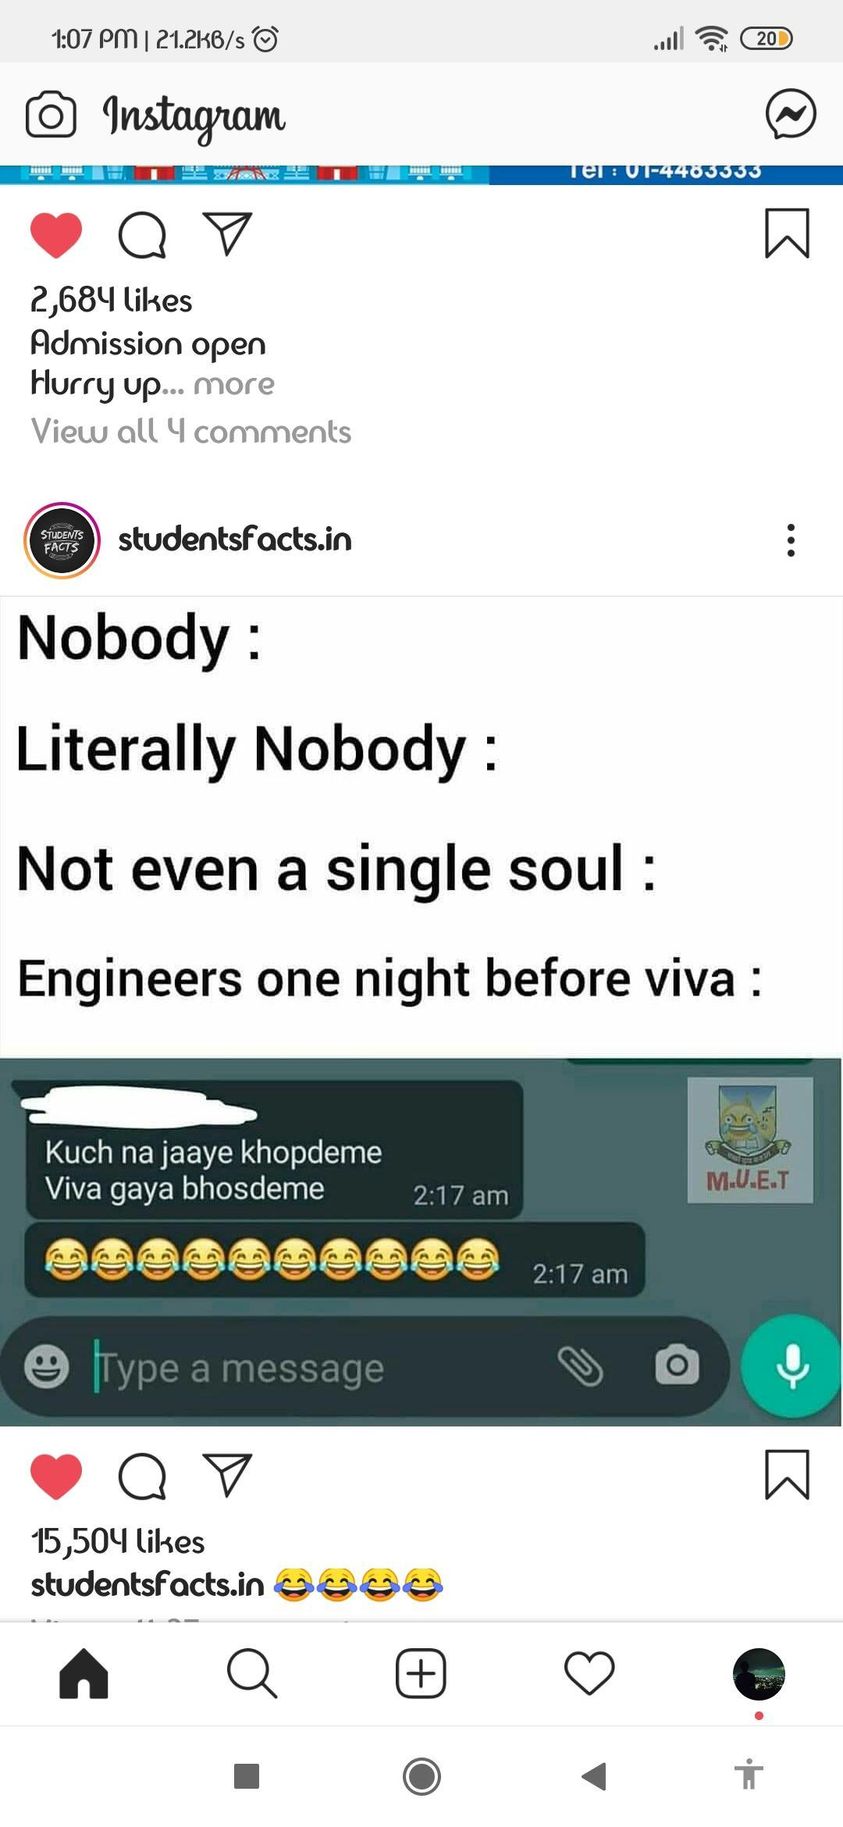 1:07 PM | 21.2KB/s
20
Instagram
Tel : 01-4483333
2,684 likes
Admission open
Hurry up... more
View all 4 comments
STUDENTS
FACTS
studentsfacts.in
Nobody :
Literally Nobody :
Not even a single soul :
Engineers one night before viva :
Kuch na jaaye khopdeme
Viva gaya bhosdeme
2:17 am
M.U.E.T
😂😂😂😂😂😂😂😂😂😂
2:17 am
Type a message
15,504 likes
studentsfacts.in 😂😂😂😂